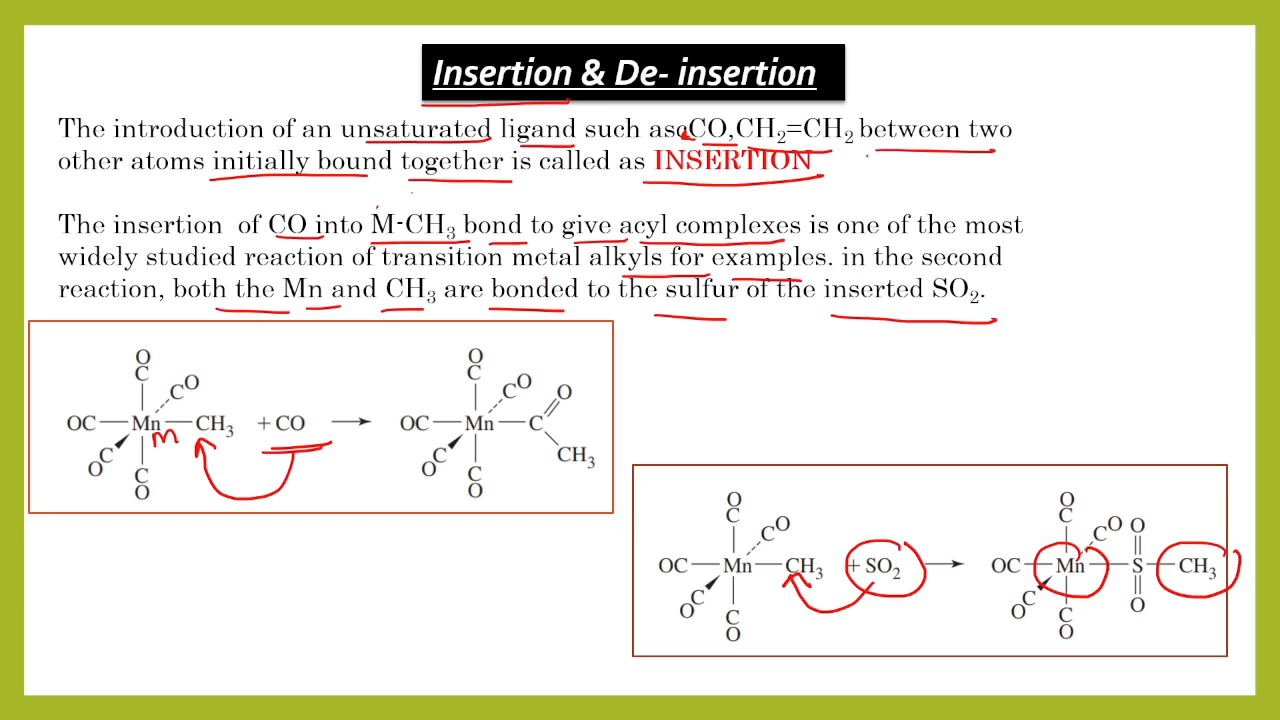 Insertion & De- insertion
The introduction of an unsaturated ligand such as CO,CH₂=CH₂ between two
other atoms initially bound together is called as INSERTION
The insertion of CO into M-CH₃ bond to give acyl complexes is one of the most
widely studied reaction of transition metal alkyls for examples. in the second
reaction, both the Mn and CH₃ are bonded to the sulfur of the inserted SO₂.
O
C
CO
OC Mn CH₃ + CO
m
C
O
C
O
O
C
CO
O
OC Mn C
CH₃
C
O
C
O
O
C
CO
OC Mn CH₃ + SO₂
C
O
C
O
O
C
CO
O
OC Mn S CH₃
O
C
O
C
O